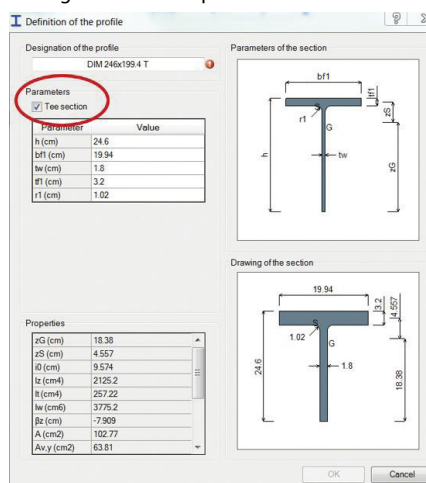 Definition of the profile
Designation of the profile
DIM 246x199.4 T
Parameters
Tee section
Parameter Value
h (cm) 24.6
bf1 (cm) 19.94
tw (cm) 1.8
tf1 (cm) 3.2
r1 (cm) 1.02
Properties
zG (cm) 18.38
zS (cm) 4.557
i0 (cm) 9.574
Iz (cm4) 2125.2
It (cm4) 257.22
Iw (cm6) 3775.2
βz (cm) -7.909
A (cm2) 102.77
Av,y (cm2) 63.81
Parameters of the section
bf1
tf1
S
zS
r1
G
h
tw
zG
Drawing of the section
19.94
3.2
4.557
S
1.02
G
24.6
1.8
18.38
OK Cancel